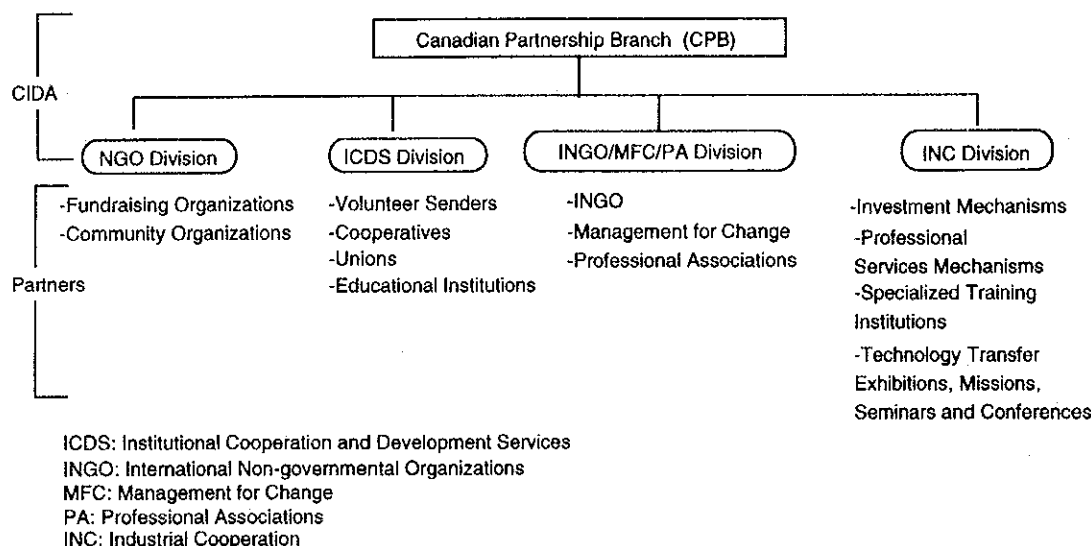 Canadian Partnership Branch (CPB)
CIDA
NGO Division
ICDS Division
INGO/MFC/PA Division
INC Division
Partners
-Fundraising Organizations
-Community Organizations
-Volunteer Senders
-Cooperatives
-Unions
-Educational Institutions
-INGO
-Management for Change
-Professional Associations
-Investment Mechanisms
-Professional
Services Mechanisms
-Specialized Training
Institutions
-Technology Transfer
Exhibitions, Missions,
Seminars and Conferences
ICDS: Institutional Cooperation and Development Services
INGO: International Non-governmental Organizations
MFC: Management for Change
PA: Professional Associations
INC: Industrial Cooperation